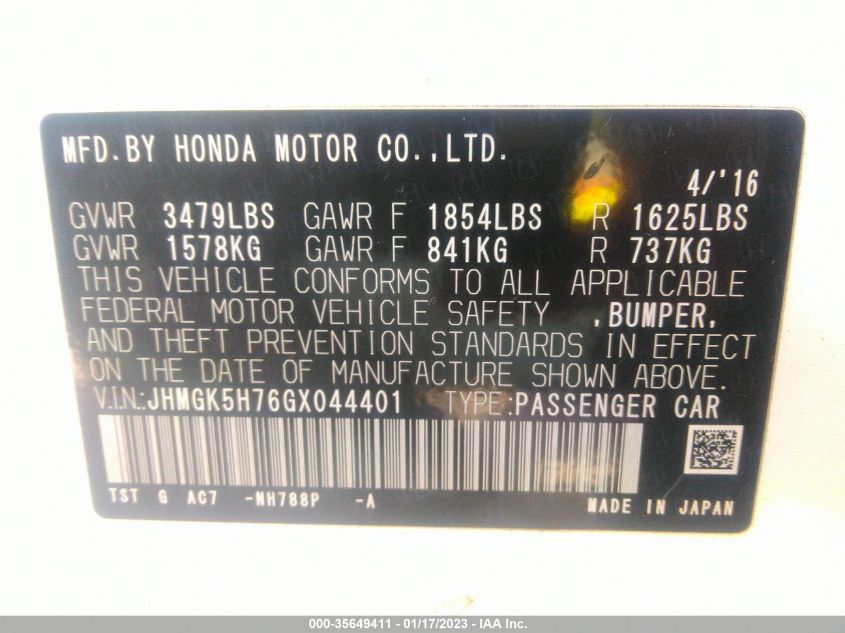 MFD.BY HONDA MOTOR CO.,LTD.
4/'16
GVWR 3479LBS GAWR F 1854LBS R 1625LBS
GVWR 1578KG GAWR F 841KG R 737KG
THIS VEHICLE CONFORMS TO ALL APPLICABLE
FEDERAL MOTOR VEHICLE SAFETY ,BUMPER,
AND THEFT PREVENTION STANDARDS IN EFFECT
ON THE DATE OF MANUFACTURE SHOWN ABOVE.
V.I.N.:JHMGK5H76GX044401 TYPE:PASSENGER CAR
TST G AC7 -NH788P -A
MADE IN JAPAN
000-35649411 - 01/17/2023 - IAA Inc.